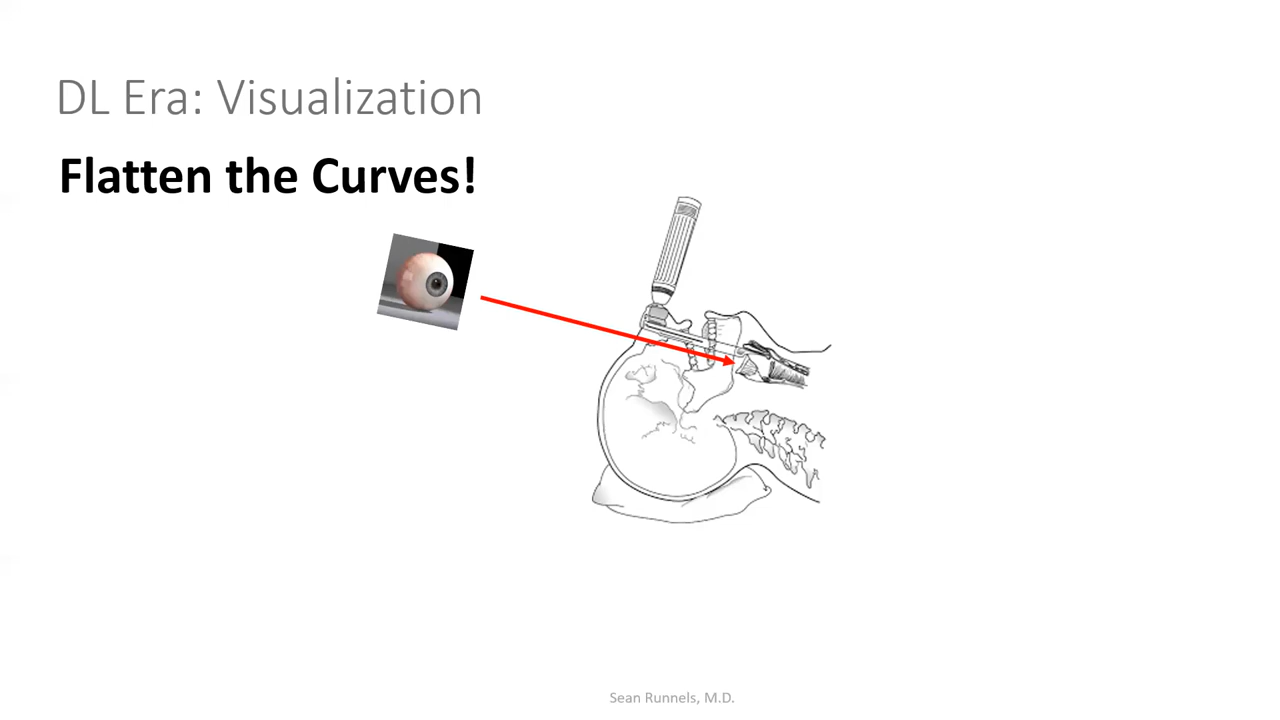 DL Era: Visualization
Flatten the Curves!
Sean Runnels, M.D.